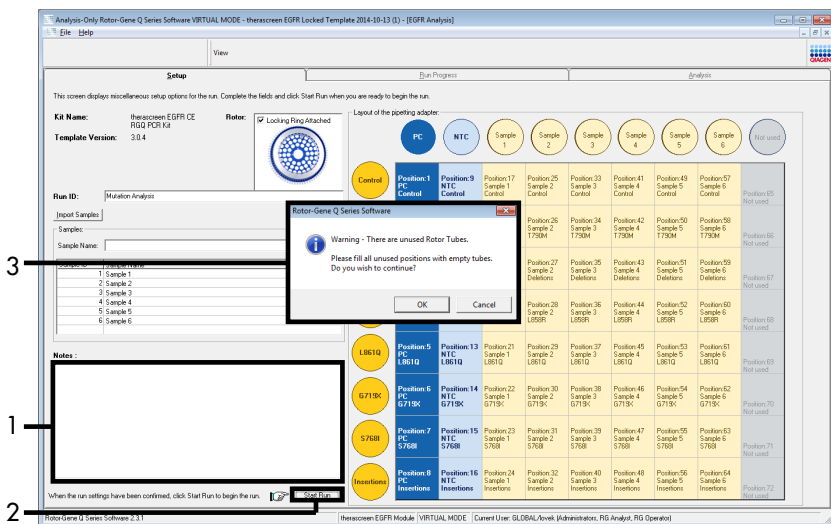 Analysis-Only Rotor-Gene Q Series Software VIRTUAL MODE - therascreen EGFR Locked Template 2014-10-13 (1) - [EGFR Analysis]
File Help
View
QIAGEN
Setup
Run Progress
Analysis
This screen displays miscellaneous setup options for the run. Complete the fields and click Start Run when you are ready to begin the run.
Kit Name: therascreen EGFR CE
RGQ PCR Kit
Template Version: 3.0.4
Rotor:
Locking Ring Attached
Run ID: Mutation Analysis
Import Samples
Samples:
Sample Name:
Sample Name
1 Sample 1
2 Sample 2
3 Sample 3
4 Sample 4
5 Sample 5
6 Sample 6
Notes :
When the run settings have been confirmed, click Start Run to begin the run.
Start Run
Layout of the pipetting adapter:
PC NTC Sample 1 Sample 2 Sample 3 Sample 4 Sample 5 Sample 6 Not used
Control
Position:1 Position:9 Position:17 Position:25 Position:33 Position:41 Position:49 Position:57
PC NTC Sample 1 Sample 2 Sample 3 Sample 4 Sample 5 Sample 6 Position:65
Control Control Control Control Control Control Control Control Not used
Position:26 Position:34 Position:42 Position:50 Position:58
Sample 2 Sample 3 Sample 4 Sample 5 Sample 6 Position:66
T790M T790M T790M T790M T790M Not used
Position:27 Position:35 Position:43 Position:51 Position:59
Sample 2 Sample 3 Sample 4 Sample 5 Sample 6 Position:67
Deletions Deletions Deletions Deletions Deletions Not used
Position:28 Position:36 Position:44 Position:52 Position:60
Sample 2 Sample 3 Sample 4 Sample 5 Sample 6 Position:68
L858R L858R L858R L858R L858R Not used
L861Q
Position:5 Position:13 Position:21 Position:29 Position:37 Position:45 Position:53 Position:61
PC NTC Sample 1 Sample 2 Sample 3 Sample 4 Sample 5 Sample 6 Position:69
L861Q L861Q L861Q L861Q L861Q L861Q L861Q L861Q Not used
G719X
Position:6 Position:14 Position:22 Position:30 Position:38 Position:46 Position:54 Position:62
PC NTC Sample 1 Sample 2 Sample 3 Sample 4 Sample 5 Sample 6 Position:70
G719X G719X G719X G719X G719X G719X G719X G719X Not used
S768I
Position:7 Position:15 Position:23 Position:31 Position:39 Position:47 Position:55 Position:63
PC NTC Sample 1 Sample 2 Sample 3 Sample 4 Sample 5 Sample 6 Position:71
S768I S768I S768I S768I S768I S768I S768I S768I Not used
Insertions
Position:8 Position:16 Position:24 Position:32 Position:40 Position:48 Position:56 Position:64
PC NTC Sample 1 Sample 2 Sample 3 Sample 4 Sample 5 Sample 6 Position:72
Insertions Insertions Insertions Insertions Insertions Insertions Insertions Insertions Not used
Rotor-Gene Q Series Software
Warning - There are unused Rotor Tubes.
Please fill all unused positions with empty tubes.
Do you wish to continue?
OK Cancel
Rotor-Gene Q Series Software 2.3.1
therascreen EGFR Module VIRTUAL MODE Current User: GLOBAL/lovek (Administrators, RG Analyst, RG Operator)
3
1
2